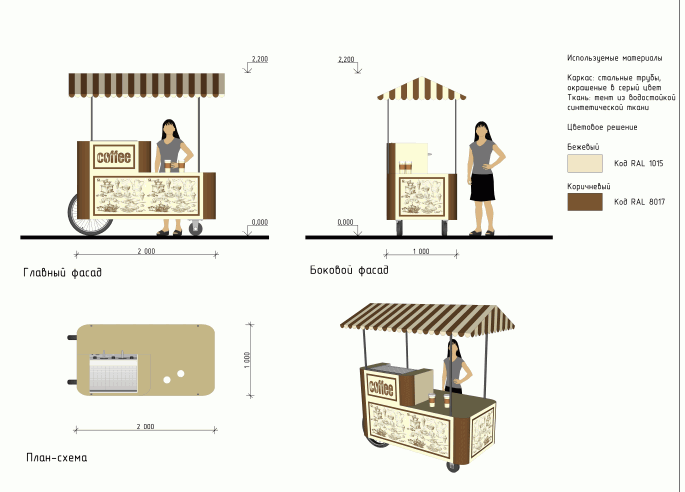 2,200
2,200
Используемые материалы
Каркас: стальные трубы,
окрашеные в серый цвет
Ткань: тент из водостойкой
синтетической ткани
Цветовое решение
Бежевый
Код RAL 1015
Коричневый
Код RAL 8017
coffee
0,000
0,000
2 000
1 000
Главный фасад
Боковой фасад
1 000
coffee
2 000
План-схема